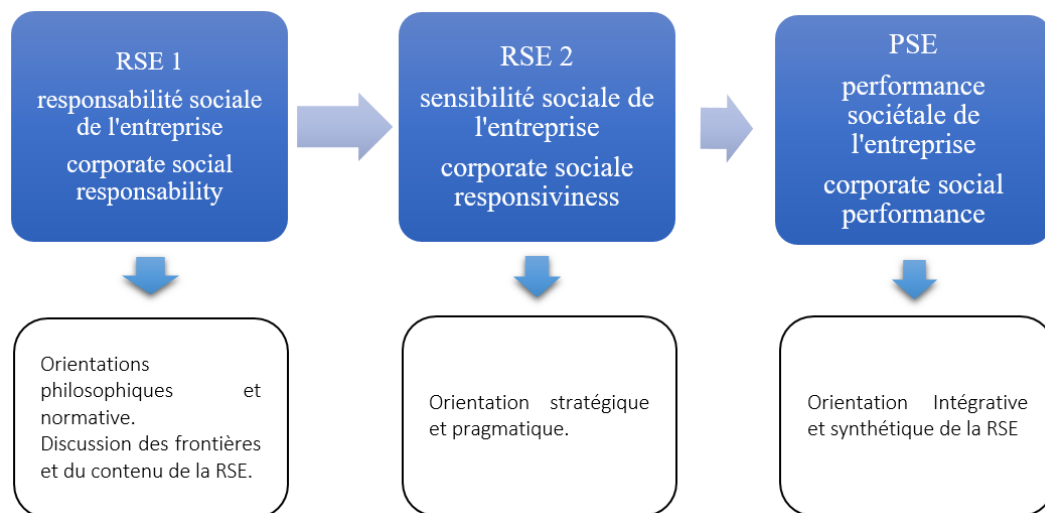 RSE 1
responsabilité sociale
de l'entreprise
corporate social
responsability
RSE 2
sensibilité sociale de
l'entreprise
corporate sociale
responsiviness
PSE
performance
sociétale de
l'entreprise
corporate social
performance
Orientations
philosophiques et
normative.
Discussion des frontières
et du contenu de la RSE.
Orientation stratégique
et pragmatique.
Orientation Intégrative
et synthétique de la RSE